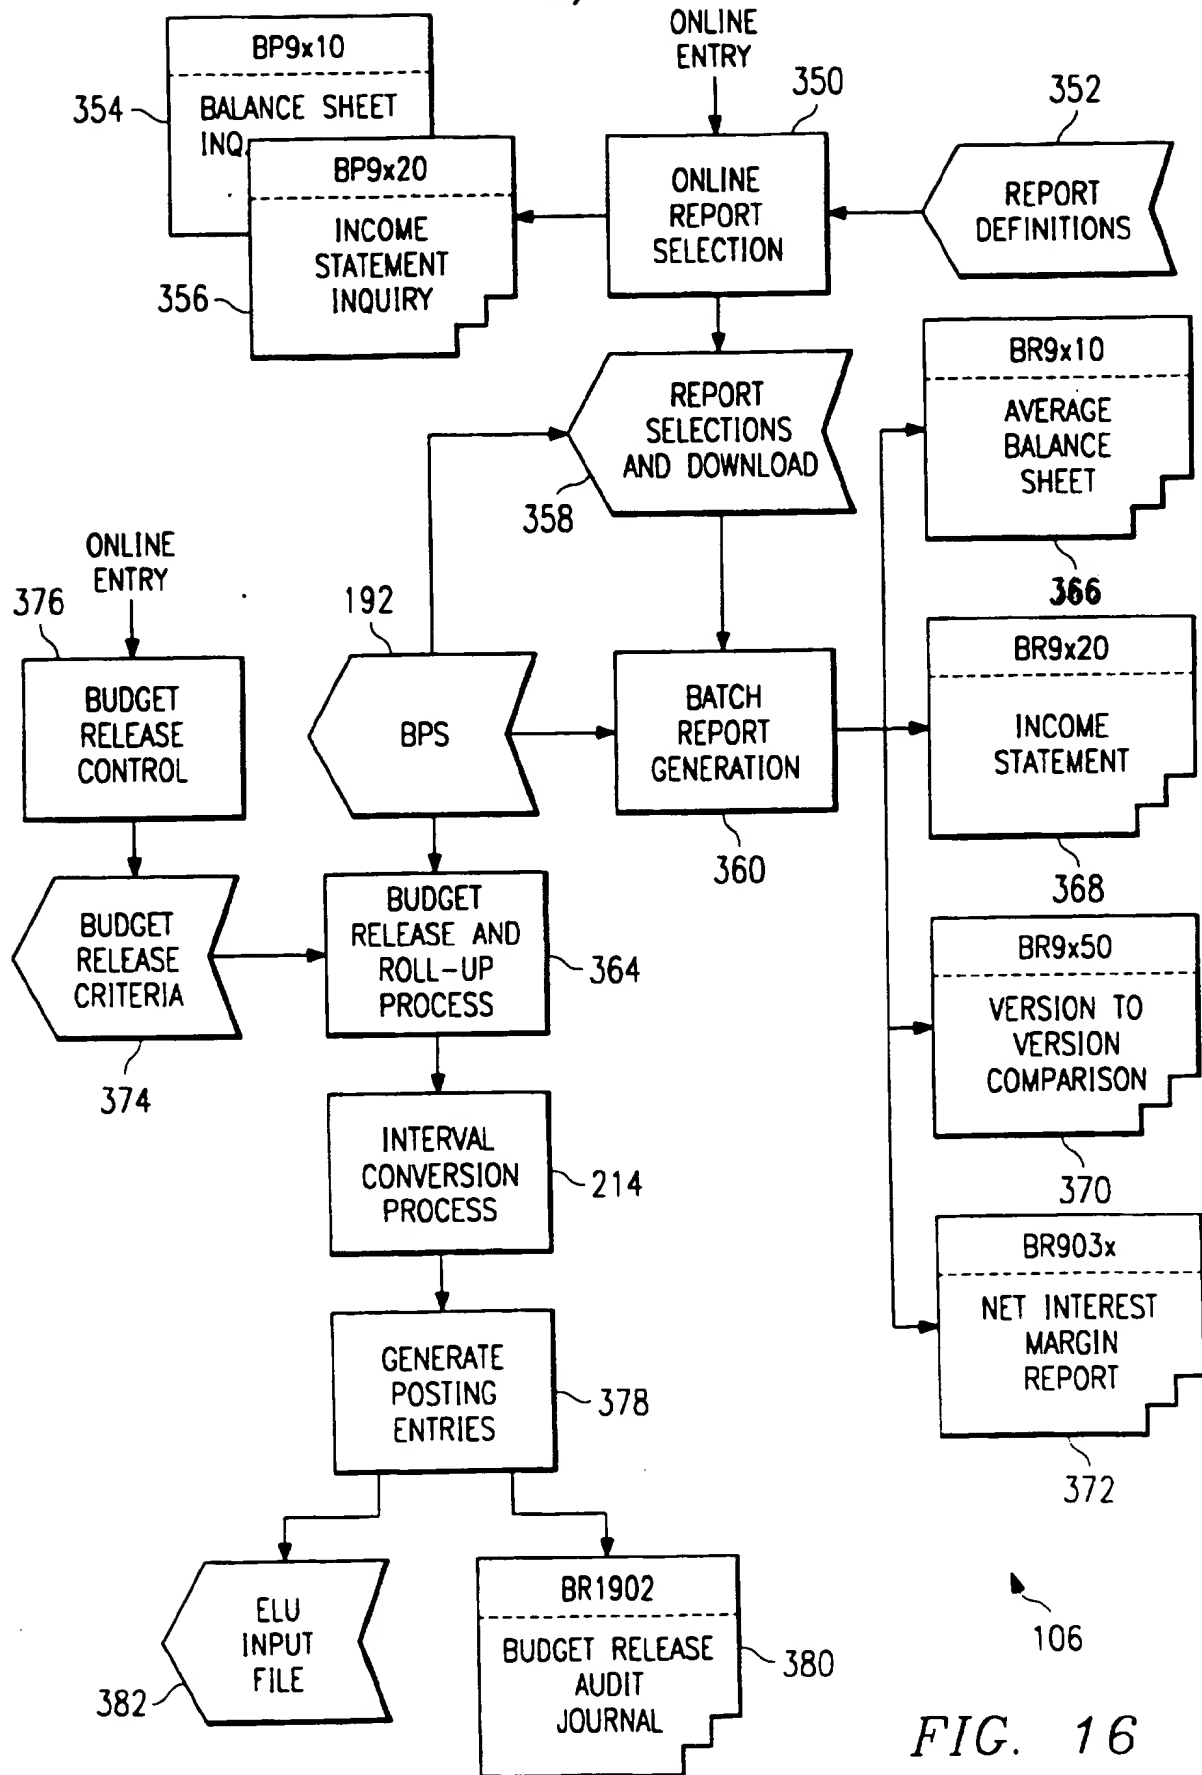 ONLINE
ENTRY
BP9x10
BALANCE SHEET
INQ.
354
BP9x20
INCOME
STATEMENT
INQUIRY
356
350
ONLINE
REPORT
SELECTION
352
REPORT
DEFINITIONS
REPORT
SELECTIONS
AND DOWNLOAD
358
BR9x10
AVERAGE
BALANCE
SHEET
366
ONLINE
ENTRY
376
BUDGET
RELEASE
CONTROL
192
BPS
BATCH
REPORT
GENERATION
360
BR9x20
INCOME
STATEMENT
368
BUDGET
RELEASE
CRITERIA
374
BUDGET
RELEASE AND
ROLL-UP
PROCESS
364
BR9x50
VERSION TO
VERSION
COMPARISON
370
INTERVAL
CONVERSION
PROCESS
214
BR903x
NET INTEREST
MARGIN
REPORT
372
GENERATE
POSTING
ENTRIES
378
ELU
INPUT
FILE
382
BR1902
BUDGET RELEASE
AUDIT
JOURNAL
380
106
FIG. 16